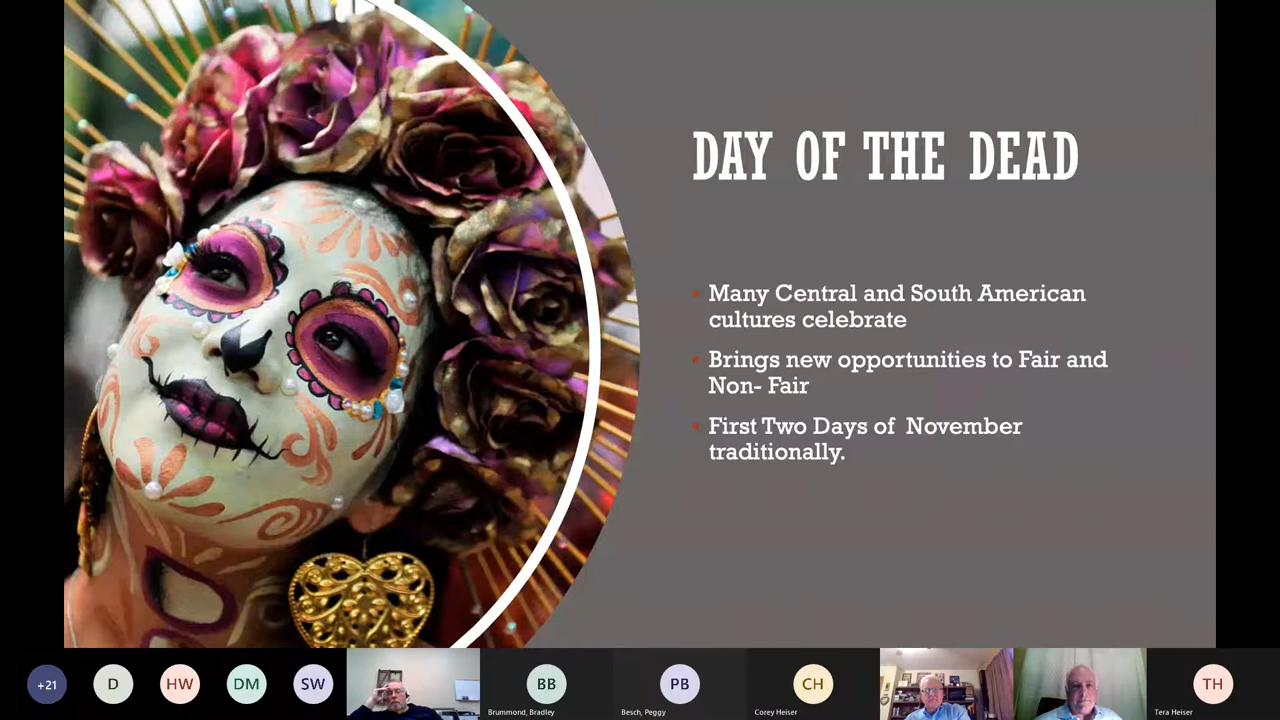 DAY OF THE DEAD
Many Central and South American
cultures celebrate
Brings new opportunities to Fair and
Non- Fair
First Two Days of  November
traditionally.
+21
D
HW
DM
SW
BB
Brummond, Bradley
PB
Besch, Peggy
CH
Corey Heiser
TH
Tera Heiser